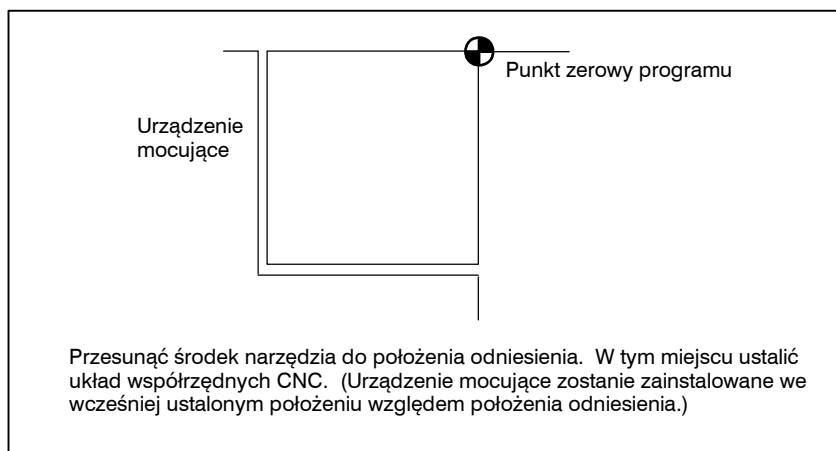 Punkt zerowy programu
Urządzenie
mocujące
Przesunąć środek narzędzia do położenia odniesienia. W tym miejscu ustalić
układ współrzędnych CNC. (Urządzenie mocujące zostanie zainstalowane we
wcześniej ustalonym położeniu względem położenia odniesienia.)